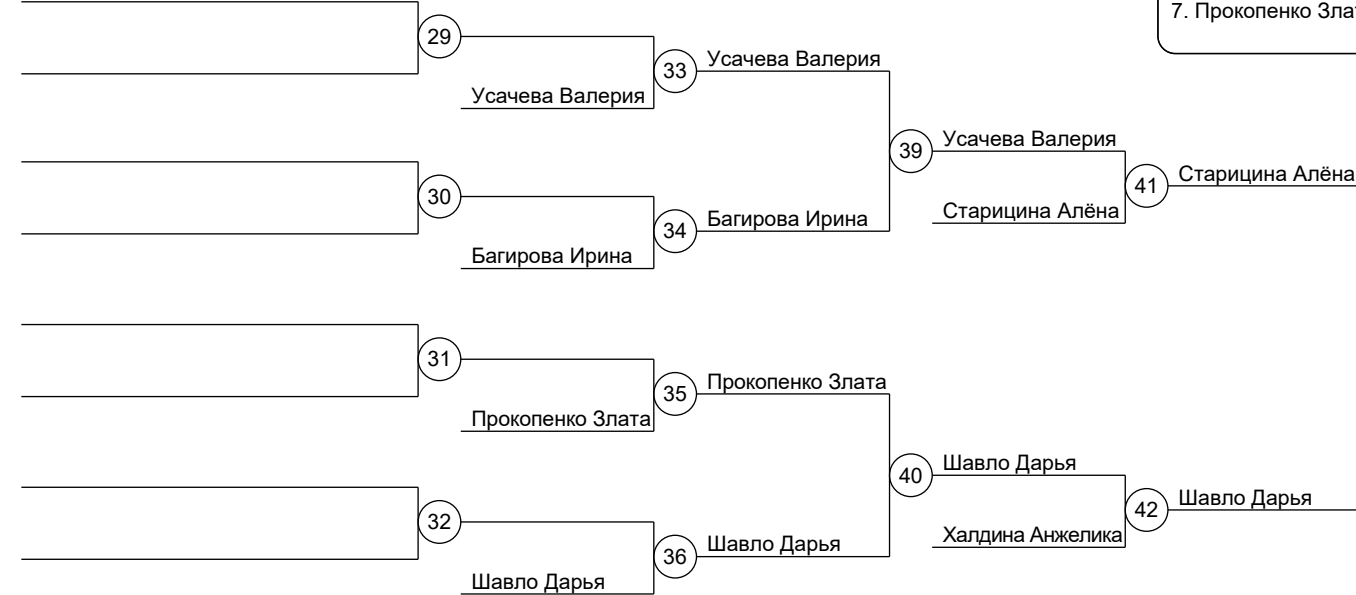 7. Прокопенко Злат
29
33
Усачева Валерия
Усачева Валерия
39
Усачева Валерия
30
41
Старицина Алёна
34
Багирова Ирина
Старицина Алёна
Багирова Ирина
31
35
Прокопенко Злата
Прокопенко Злата
40
Шавло Дарья
32
42
Шавло Дарья
36
Шавло Дарья
Халдина Анжелика
Шавло Дарья